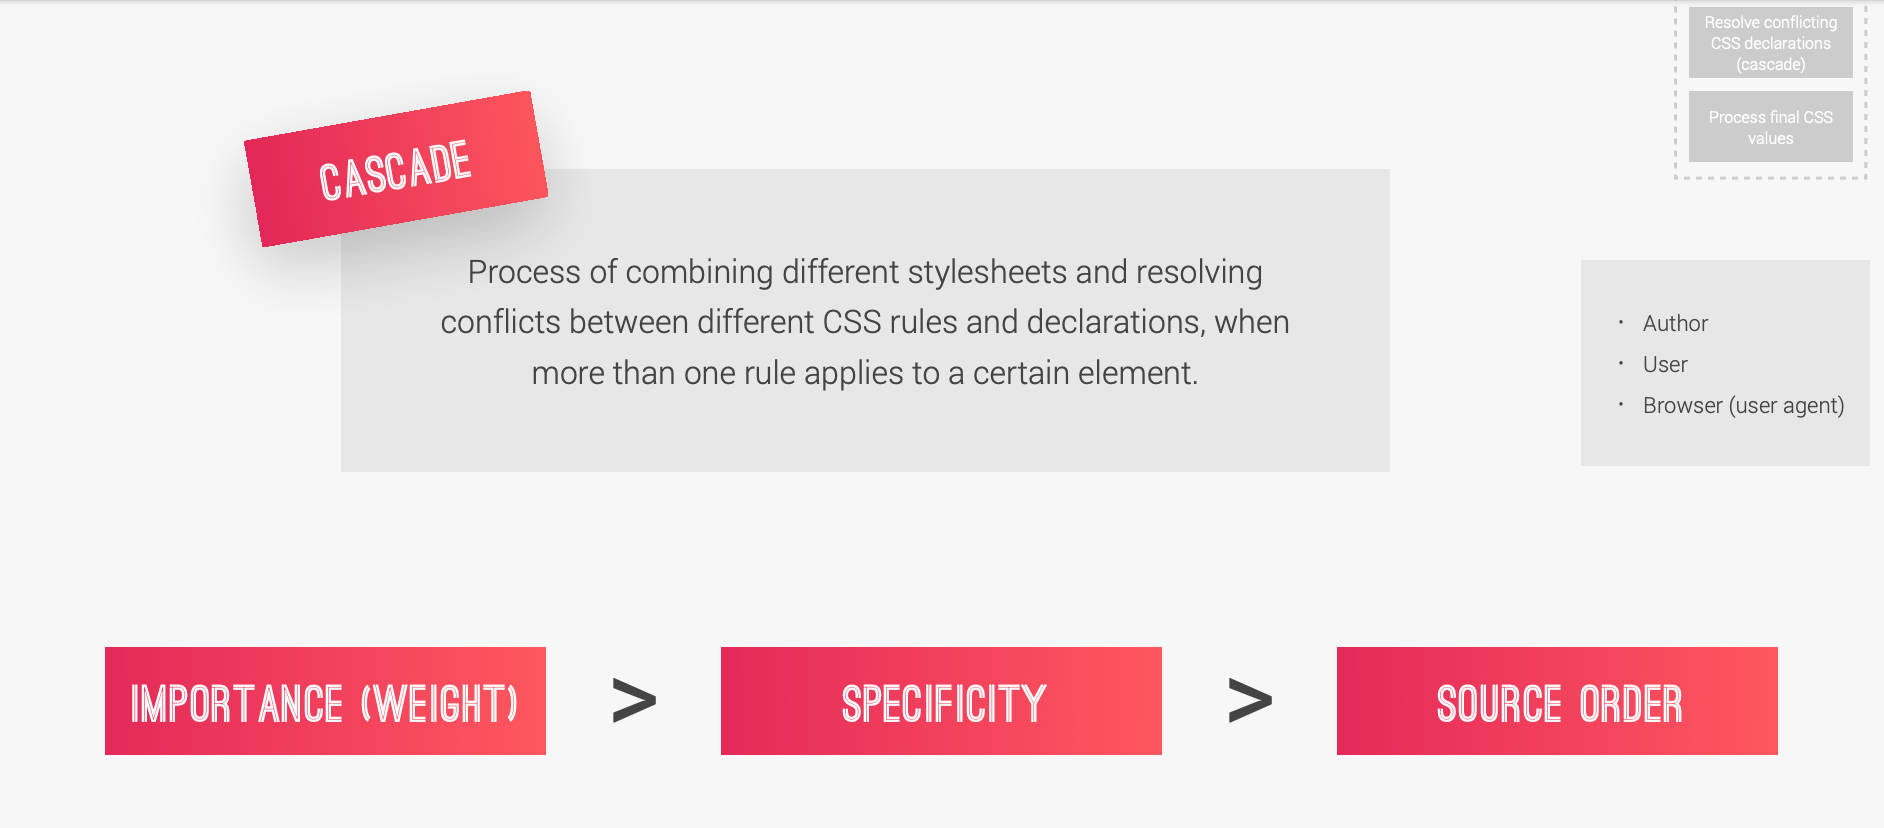 Resolve conflicting
CSS declarations
(cascade)
Process final CSS
values
CASCADE
Process of combining different stylesheets and resolving
conflicts between different CSS rules and declarations, when
more than one rule applies to a certain element.
· Author
· User
· Browser (user agent)
IMPORTANCE (WEIGHT) > SPECIFICITY > SOURCE ORDER